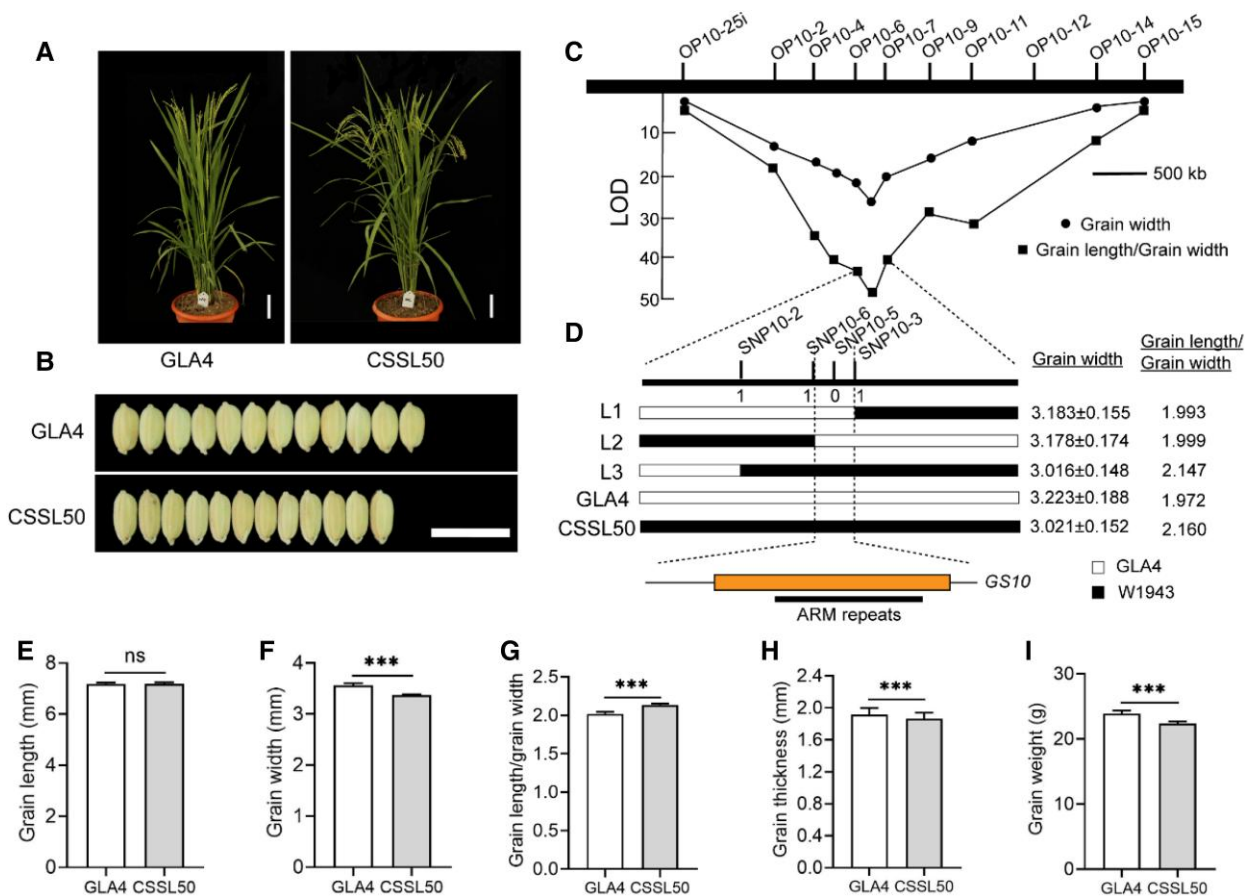 A
GLA4
CSSL50
B
GLA4
CSSL50
C
OP10-25i
OP10-2
OP10-4
OP10-6
OP10-7
OP10-9
OP10-11
OP10-12
OP10-14
OP10-15
10
20
30
40
50
LOD
500 kb
Grain width
Grain length/Grain width
D
SNP10-2
SNP10-6
SNP10-5
SNP10-3
Grain width
Grain length/
Grain width
1 1 0 1
L1 3.183±0.155 1.993
L2 3.178±0.174 1.999
L3 3.016±0.148 2.147
GLA4 3.223±0.188 1.972
CSSL50 3.021±0.152 2.160
GS10
ARM repeats
GLA4
W1943
E
Grain length (mm)
8
6
4
2
0
ns
GLA4 CSSL50
F
Grain width (mm)
4
3
2
1
0
***
GLA4 CSSL50
G
Grain length/grain width
2.5
2.0
1.5
1.0
0.5
0.0
***
GLA4 CSSL50
H
Grain thickness (mm)
2.4
2.0
1.6
1.2
0.8
0.4
0.0
***
GLA4 CSSL50
I
Grain weight (g)
30
20
10
0
***
GLA4 CSSL50